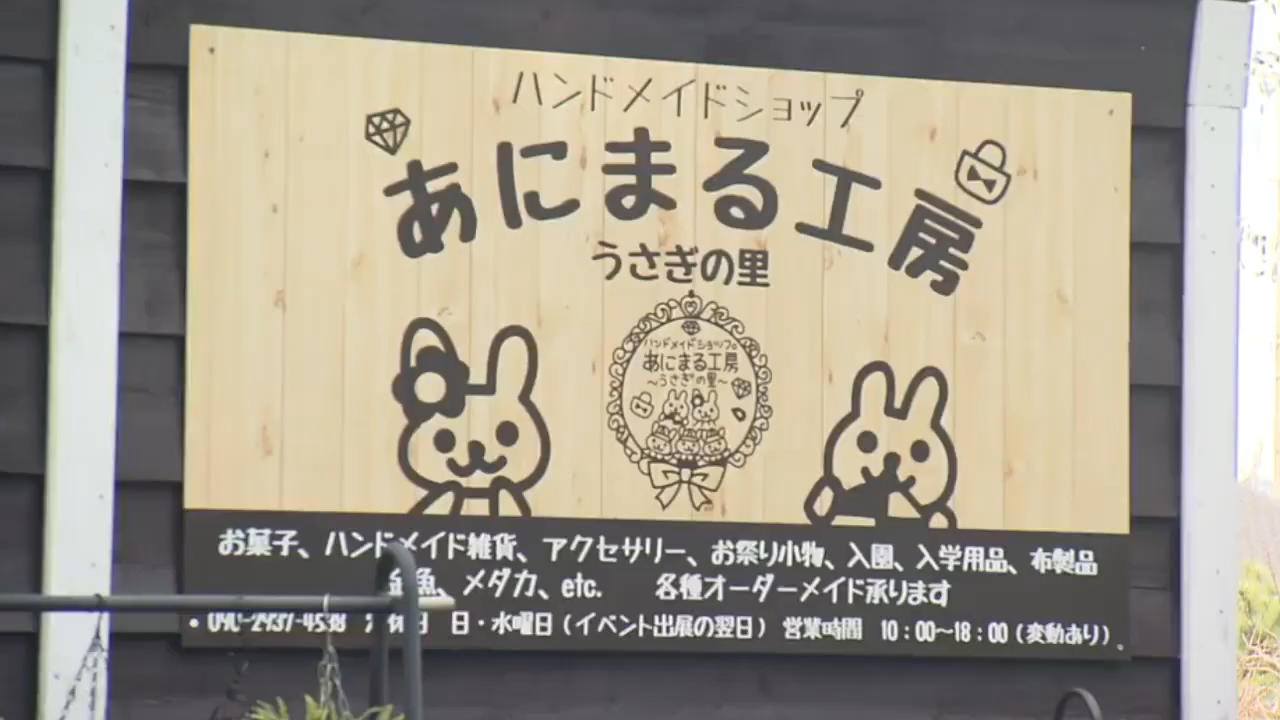 ハンドメイドショップ
あにまる工房
うさぎの里
ハンドメイドショップの
あにまる工房
〜うさぎの里〜
お菓子、ハンドメイド雑貨、アクセサリー、お祭り小物、入園、入学用品、布製品
金魚、メダカ、etc. 各種オーダーメイド承ります
日・水曜日（イベント出展の翌日） 営業時間 10：00〜18：00（変動あり）。